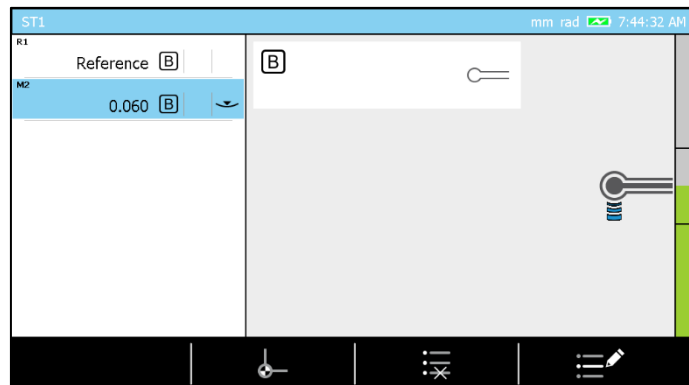 ST1 mm rad 7:44:32 AM
R1
Reference B
M2
0.060 B
B